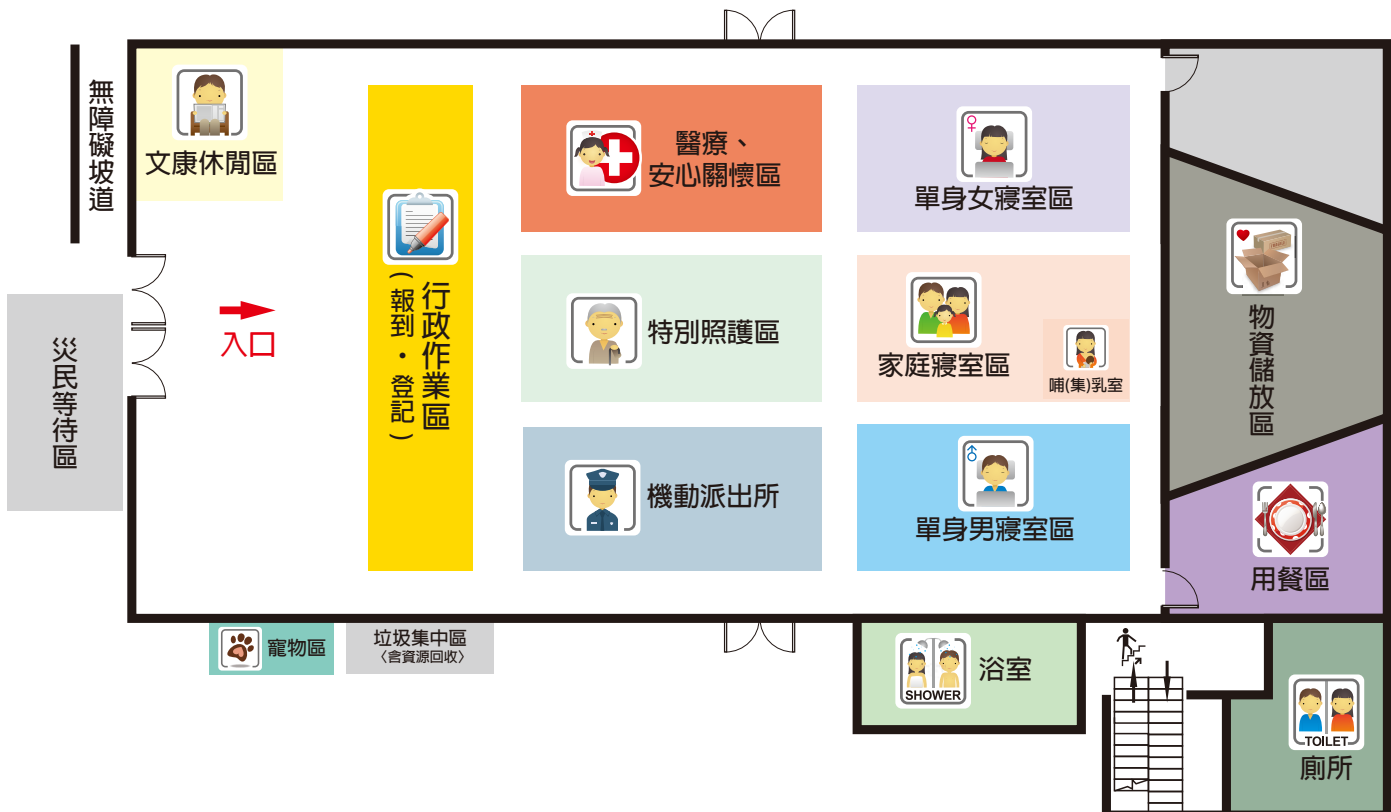 無障礙坡道
文康休閒區
災民等待區
入口
行政作業區
(報到・登記)
醫療、
安心關懷區
特別照護區
機動派出所
單身女寢室區
家庭寢室區
哺(集)乳室
單身男寢室區
物資儲放區
用餐區
寵物區
垃圾集中區
〈含資源回收〉
SHOWER
浴室
TOILET
廁所